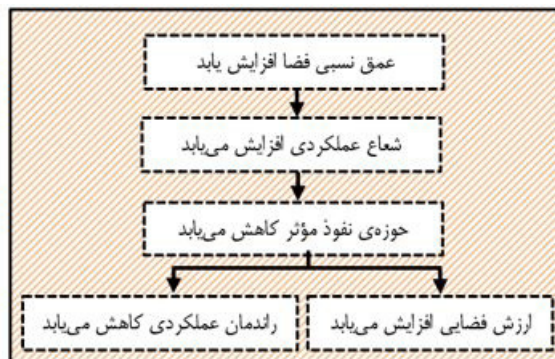 عمق نسبی فضا افزایش یابد
شعاع عملکردی افزایش می‌یابد
حوزه‌ی نفوذ مؤثر کاهش می‌یابد
ارزش فضایی افزایش می‌یابد
راندمان عملکردی کاهش می‌یابد